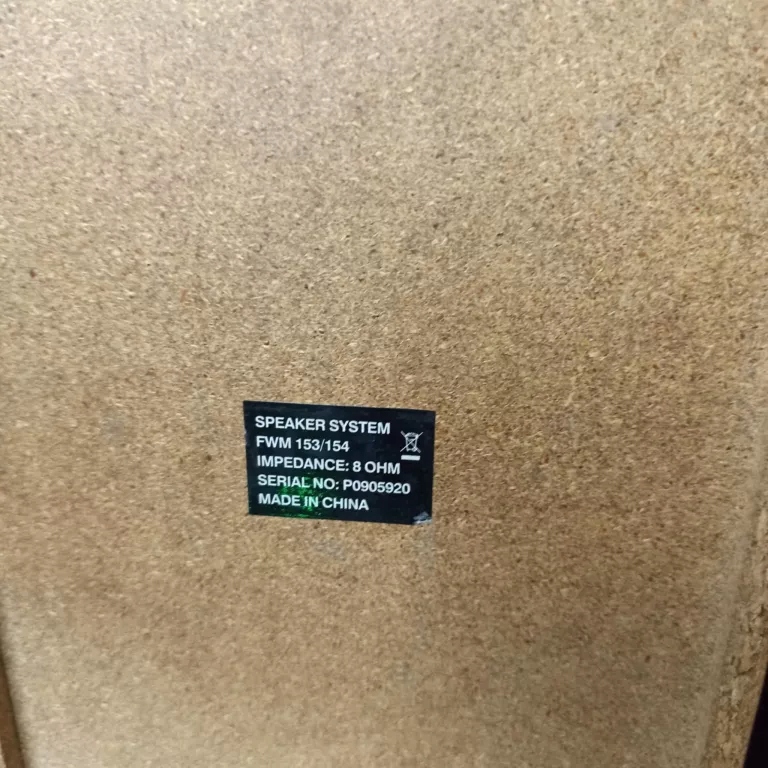 SPEAKER SYSTEM
FWM 153/154
IMPEDANCE: 8 OHM
SERIAL NO: P0905920
MADE IN CHINA